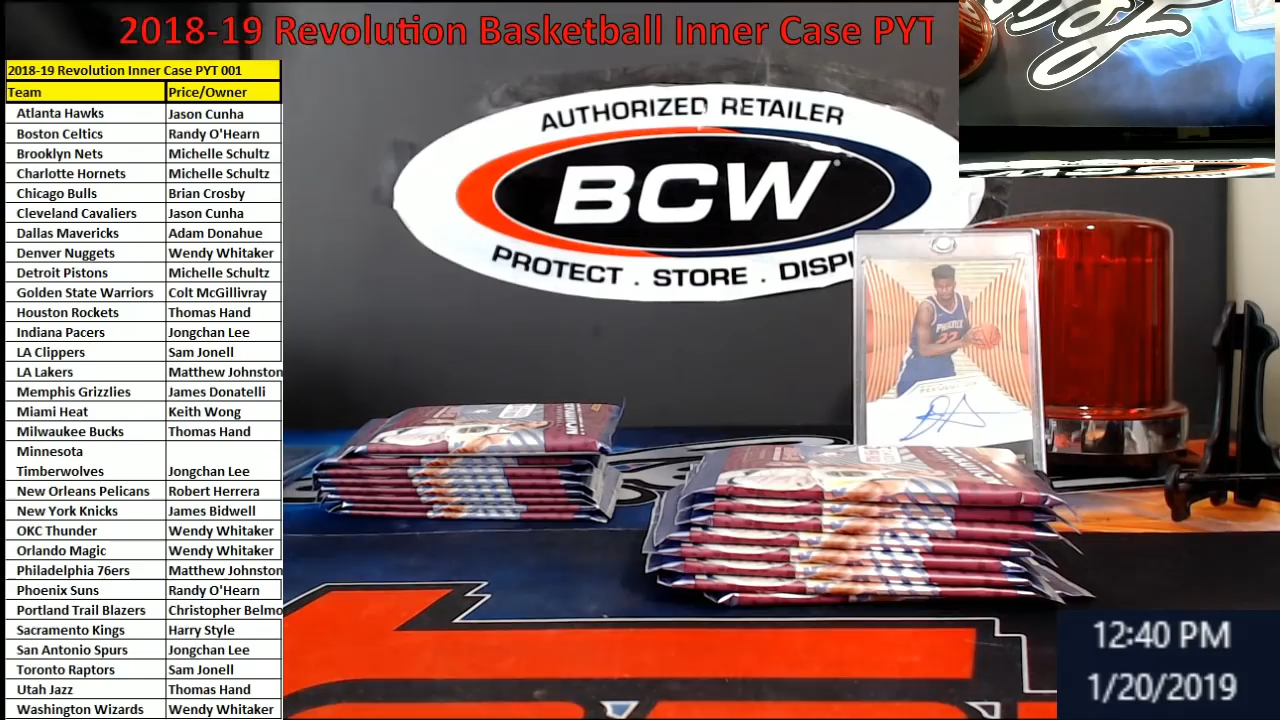 2018-19 Revolution Basketball Inner Case PYT
2018-19 Revolution Inner Case PYT 001
Team Price/Owner
Atlanta Hawks Jason Cunha
Boston Celtics Randy O'Hearn
Brooklyn Nets Michelle Schultz
Charlotte Hornets Michelle Schultz
Chicago Bulls Brian Crosby
Cleveland Cavaliers Jason Cunha
Dallas Mavericks Adam Donahue
Denver Nuggets Wendy Whitaker
Detroit Pistons Michelle Schultz
Golden State Warriors Colt McGillivray
Houston Rockets Thomas Hand
Indiana Pacers Jongchan Lee
LA Clippers Sam Jonell
LA Lakers Matthew Johnston
Memphis Grizzlies James Donatelli
Miami Heat Keith Wong
Milwaukee Bucks Thomas Hand
Minnesota
Timberwolves Jongchan Lee
New Orleans Pelicans Robert Herrera
New York Knicks James Bidwell
OKC Thunder Wendy Whitaker
Orlando Magic Wendy Whitaker
Philadelphia 76ers Matthew Johnston
Phoenix Suns Randy O'Hearn
Portland Trail Blazers Christopher Belmo
Sacramento Kings Harry Style
San Antonio Spurs Jongchan Lee
Toronto Raptors Sam Jonell
Utah Jazz Thomas Hand
Washington Wizards Wendy Whitaker
AUTHORIZED RETAILER
BCW
PROTECT . STORE . DISPL
PHOENIX
22
12:40 PM
1/20/2019